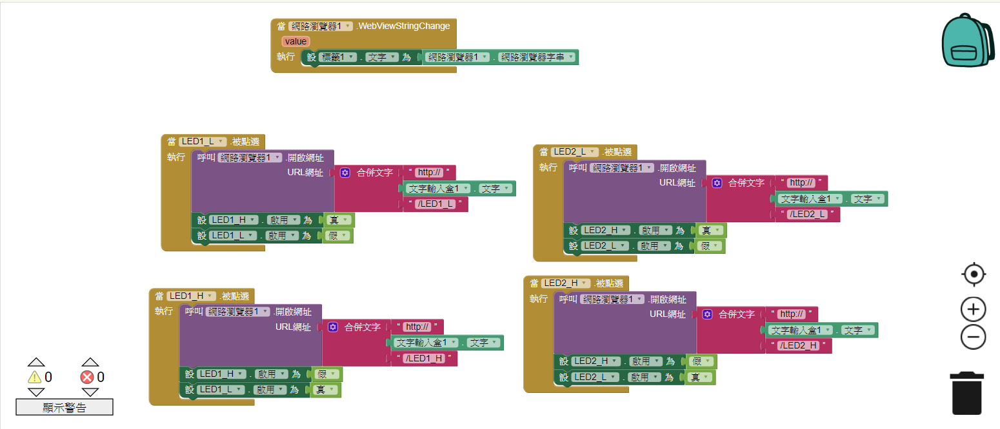 當 網路瀏覽器1 .WebViewStringChange
value
執行 設 標籤1 . 文字 為 網路瀏覽器1 . 網路瀏覽器字串
當 LED1_L .被點選
執行 呼叫 網路瀏覽器1 .開啟網址
URL網址 合併文字 “ http:// ”
文字輸入盒1 . 文字
“ /LED1_L ”
設 LED1_H . 啟用 為 真
設 LED1_L . 啟用 為 假
當 LED2_L .被點選
執行 呼叫 網路瀏覽器1 .開啟網址
URL網址 合併文字 “ http:// ”
文字輸入盒1 . 文字
“ /LED2_L ”
設 LED2_H . 啟用 為 真
設 LED2_L . 啟用 為 假
當 LED1_H .被點選
執行 呼叫 網路瀏覽器1 .開啟網址
URL網址 合併文字 “ http:// ”
文字輸入盒1 . 文字
“ /LED1_H ”
設 LED1_H . 啟用 為 假
設 LED1_L . 啟用 為 真
當 LED2_H .被點選
執行 呼叫 網路瀏覽器1 .開啟網址
URL網址 合併文字 “ http:// ”
文字輸入盒1 . 文字
“ /LED2_H ”
設 LED2_H . 啟用 為 假
設 LED2_L . 啟用 為 真
0 0
顯示警告